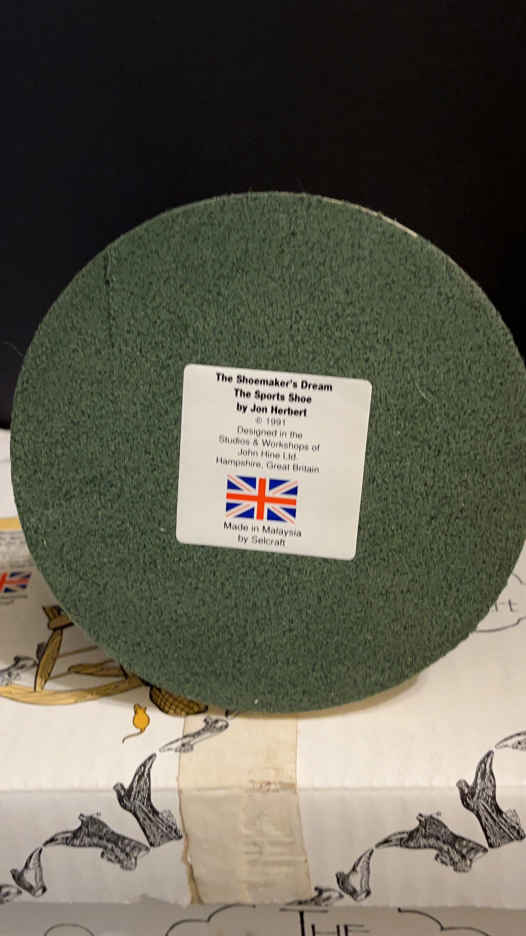 The Shoemaker's Dream
The Sports Shoe
by Jon Herbert
© 1991
Designed in the
Studios & Workshops of
John Hine Ltd.
Hampshire, Great Britain
Made in Malaysia
by Selcraft
THE